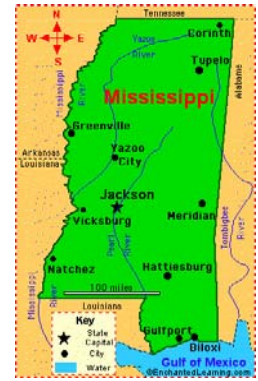 Tennessee
N
W E
S
Corinth
Yazoo
River
Tupelo
Mississippi
River
Mississippi
Alabama
Greenville
Arkansas
Louisiana
Yazoo
City
Jackson
Vicksburg
Meridian
Pearl
River
Tombigbee
River
Natchez
Hattiesburg
100 miles
Mississippi
River
Louisiana
Key
State
Capital
City
Water
Gulfport
Biloxi
Gulf of Mexico
©EnchantedLearning.com